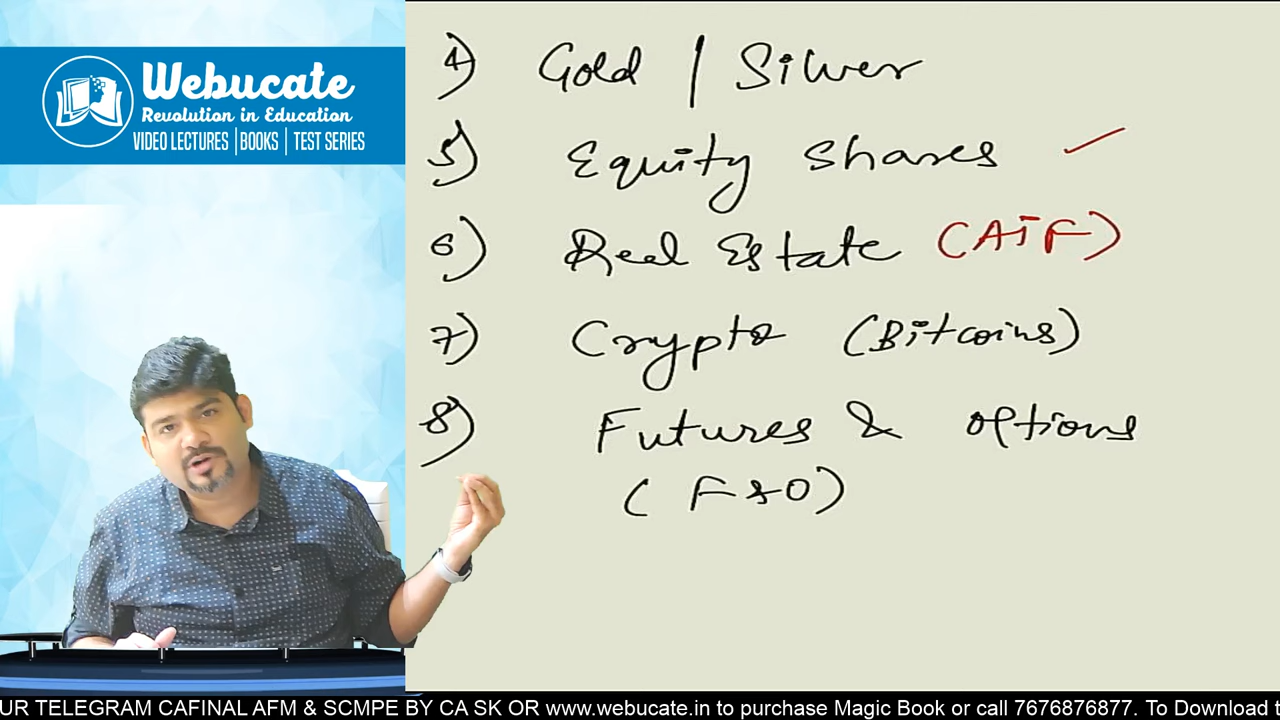 Webucate
Revolution in Education
VIDEO LECTURES | BOOKS | TEST SERIES
4) Gold / Silver
5) Equity Shares ✓
6) Real Estate (AIF)
7) Crypto (Bitcoins)
8) Futures & options
(F&O)
UR TELEGRAM CAFINAL AFM & SCMPE BY CA SK OR www.webucate.in to purchase Magic Book or call 7676876877. To Download t